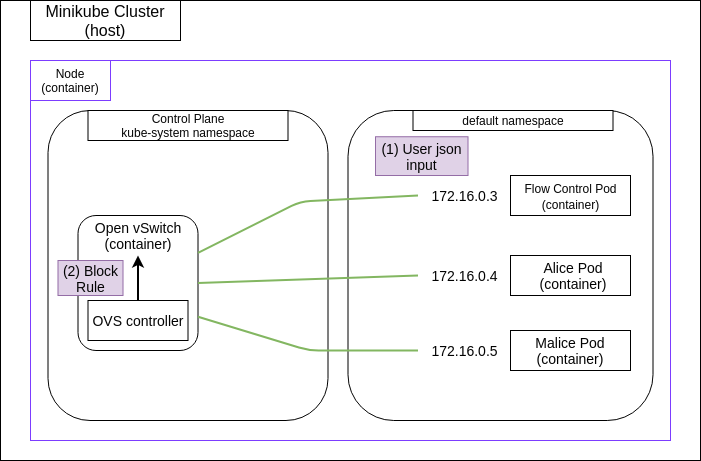 Minikube Cluster
(host)
Node
(container)
Control Plane
kube-system namespace
default namespace
(1) User json
input
172.16.0.3
Flow Control Pod
(container)
Open vSwitch
(container)
(2) Block
Rule
OVS controller
172.16.0.4
Alice Pod
(container)
172.16.0.5
Malice Pod
(container)